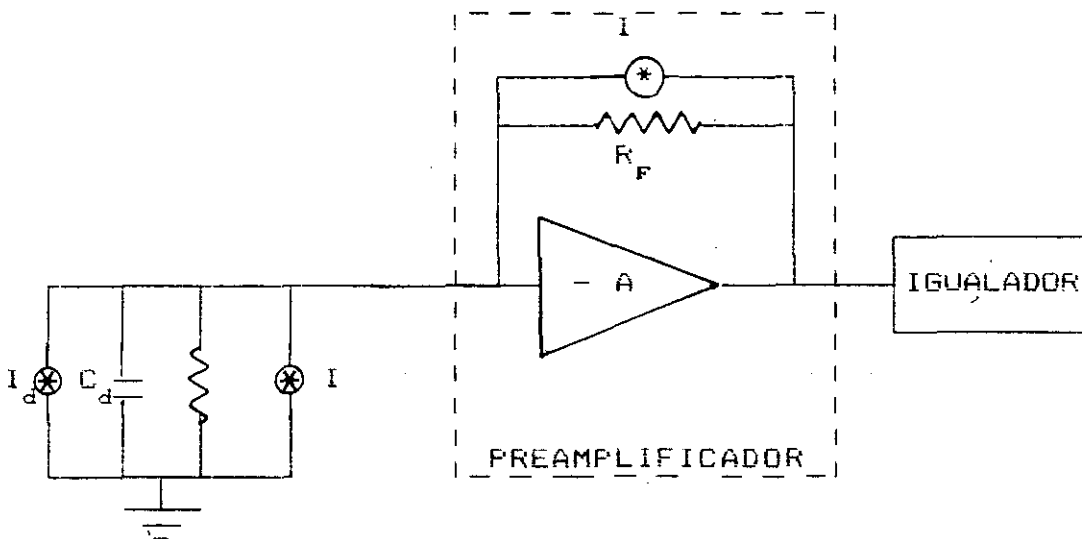 I
R_F
- A
IGUALADOR
I_d
C_d
I
PREAMPLIFICADOR